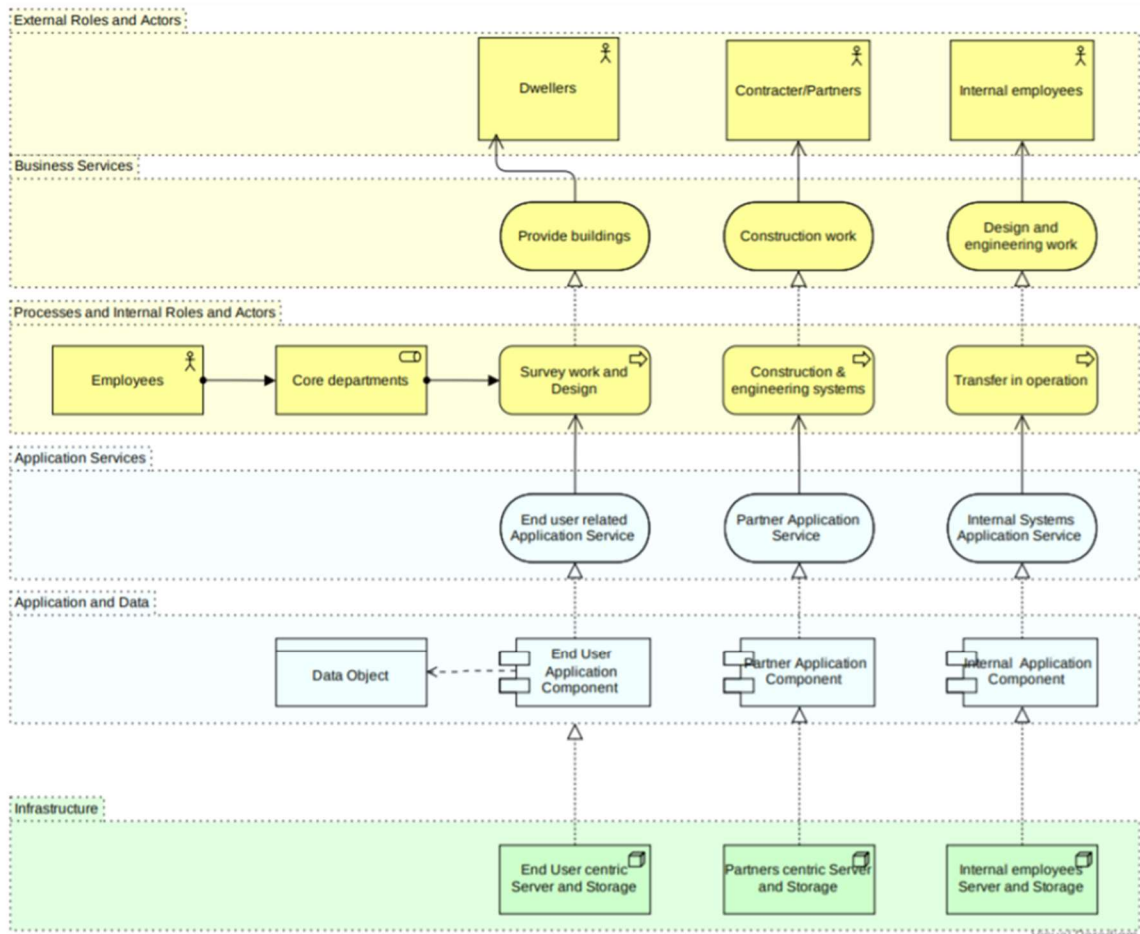 External Roles and Actors
Dwellers
Contracter/Partners
Internal employees
Business Services
Provide buildings
Construction work
Design and
engineering work
Processes and Internal Roles and Actors
Employees
Core departments
Survey work and
Design
Construction &
engineering systems
Transfer in operation
Application Services
End user related
Application Service
Partner Application
Service
Internal Systems
Application Service
Application and Data
Data Object
End User
Application
Component
Partner Application
Component
Internal Application
Component
Infrastructure
End User centric
Server and Storage
Partners centric Server
and Storage
Internal employees
Server and Storage